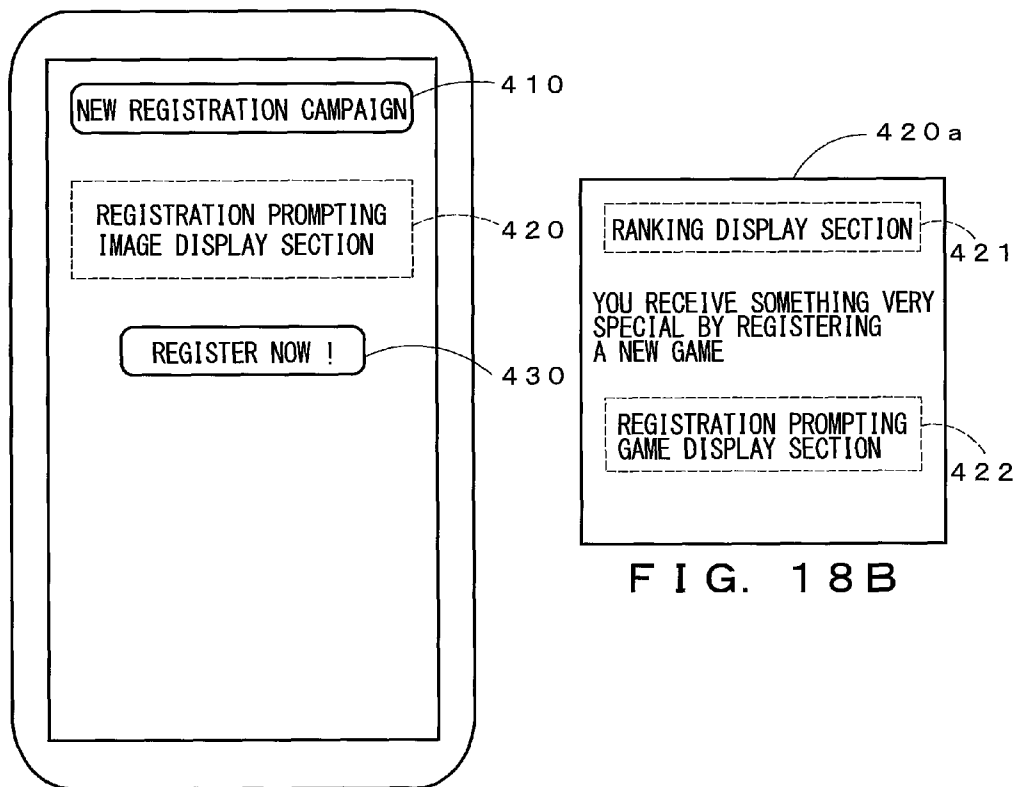 NEW REGISTRATION CAMPAIGN
410
REGISTRATION PROMPTING
IMAGE DISPLAY SECTION
420
REGISTER NOW !
430
420a
RANKING DISPLAY SECTION
421
YOU RECEIVE SOMETHING VERY
SPECIAL BY REGISTERING
A NEW GAME
REGISTRATION PROMPTING
GAME DISPLAY SECTION
422
FIG. 18B